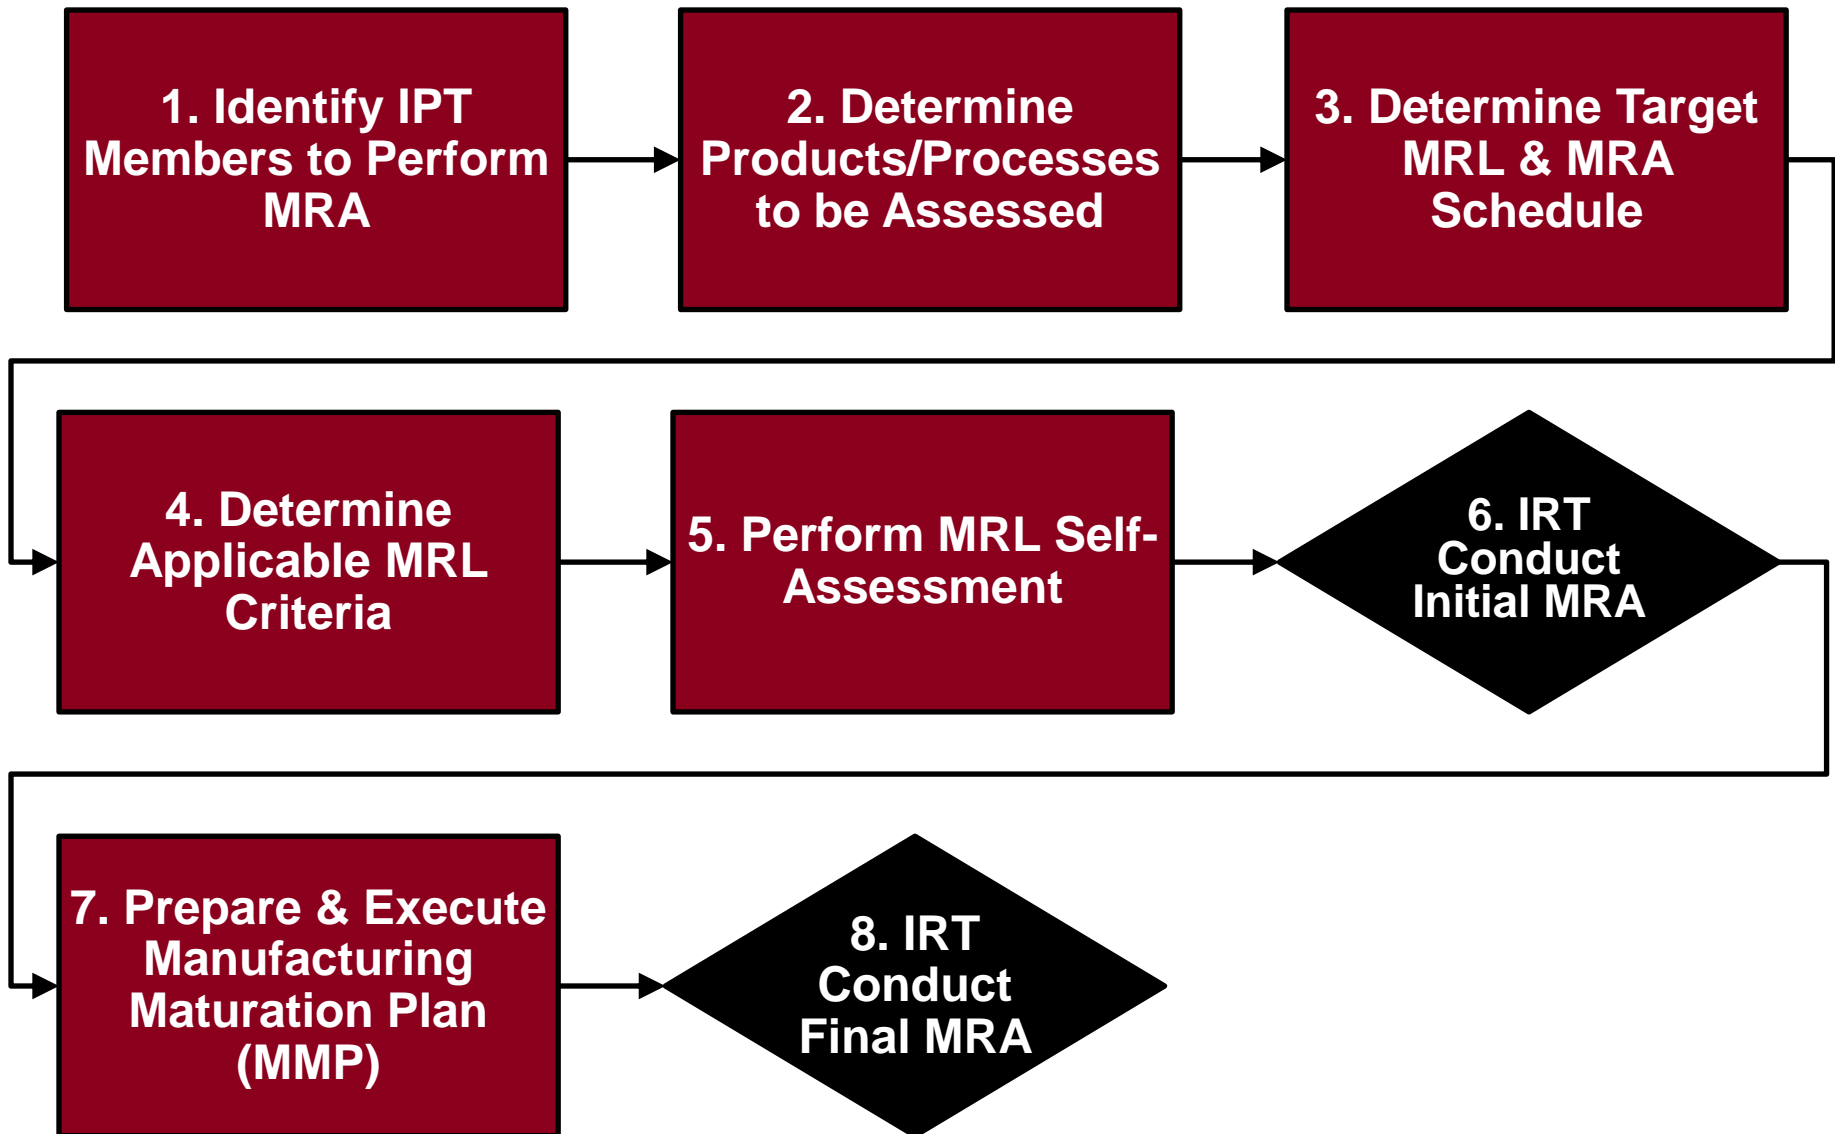 1. Identify IPT
Members to Perform
MRA
2. Determine
Products/Processes
to be Assessed
3. Determine Target
MRL & MRA
Schedule
4. Determine
Applicable MRL
Criteria
5. Perform MRL Self-
Assessment
6. IRT
Conduct
Initial MRA
7. Prepare & Execute
Manufacturing
Maturation Plan
(MMP)
8. IRT
Conduct
Final MRA